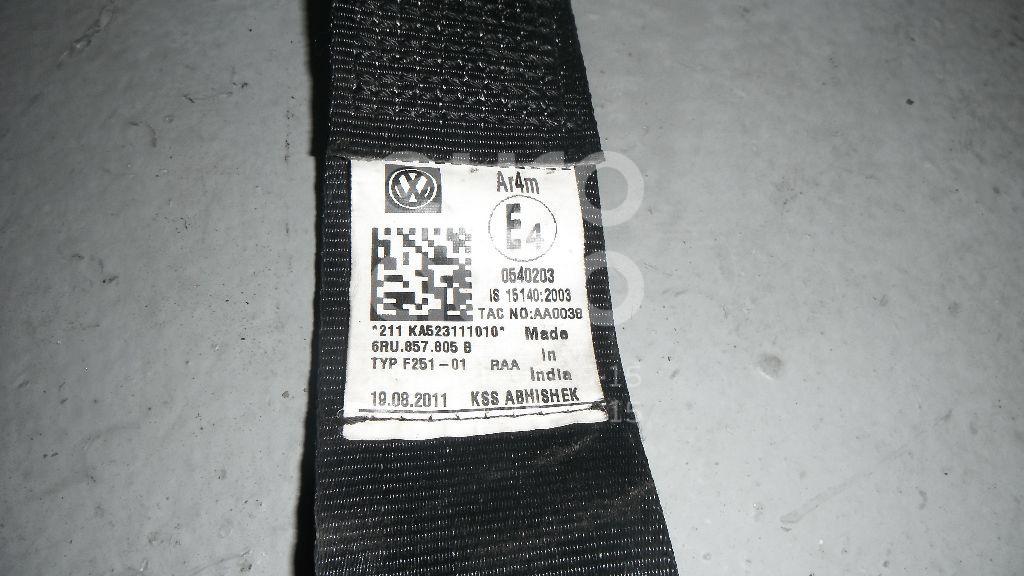 Ar4m
E4
0540203
IS 15140:2003
TAC NO:AA0038
*211 KA523111010*
Made
6RU.857.805 B
in
TYP F251-01 RAA
India
19.08.2011 KSS ABHISHEK